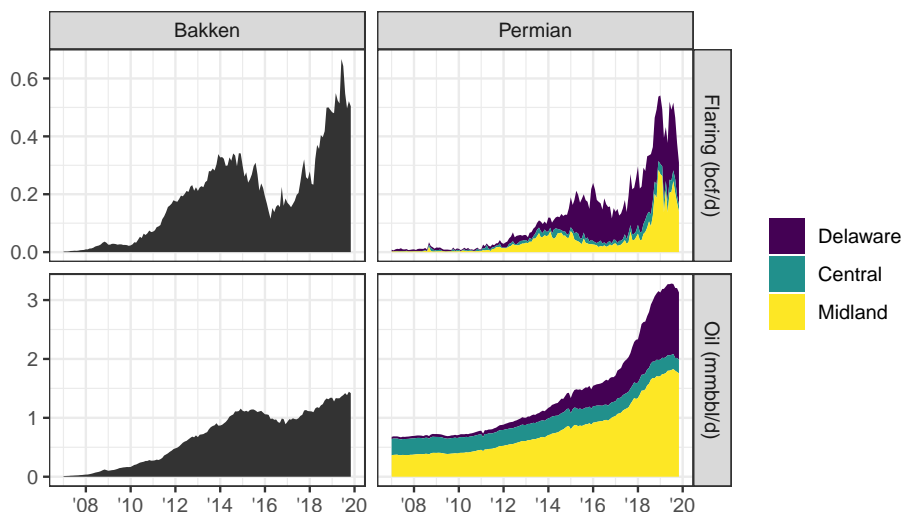 Bakken
Permian
0.6
0.4
0.2
0.0
Flaring (bcf/d)
3
2
1
0
Oil (mmbbl/d)
'08 '10 '12 '14 '16 '18 '20
'08 '10 '12 '14 '16 '18 '20
Delaware
Central
Midland